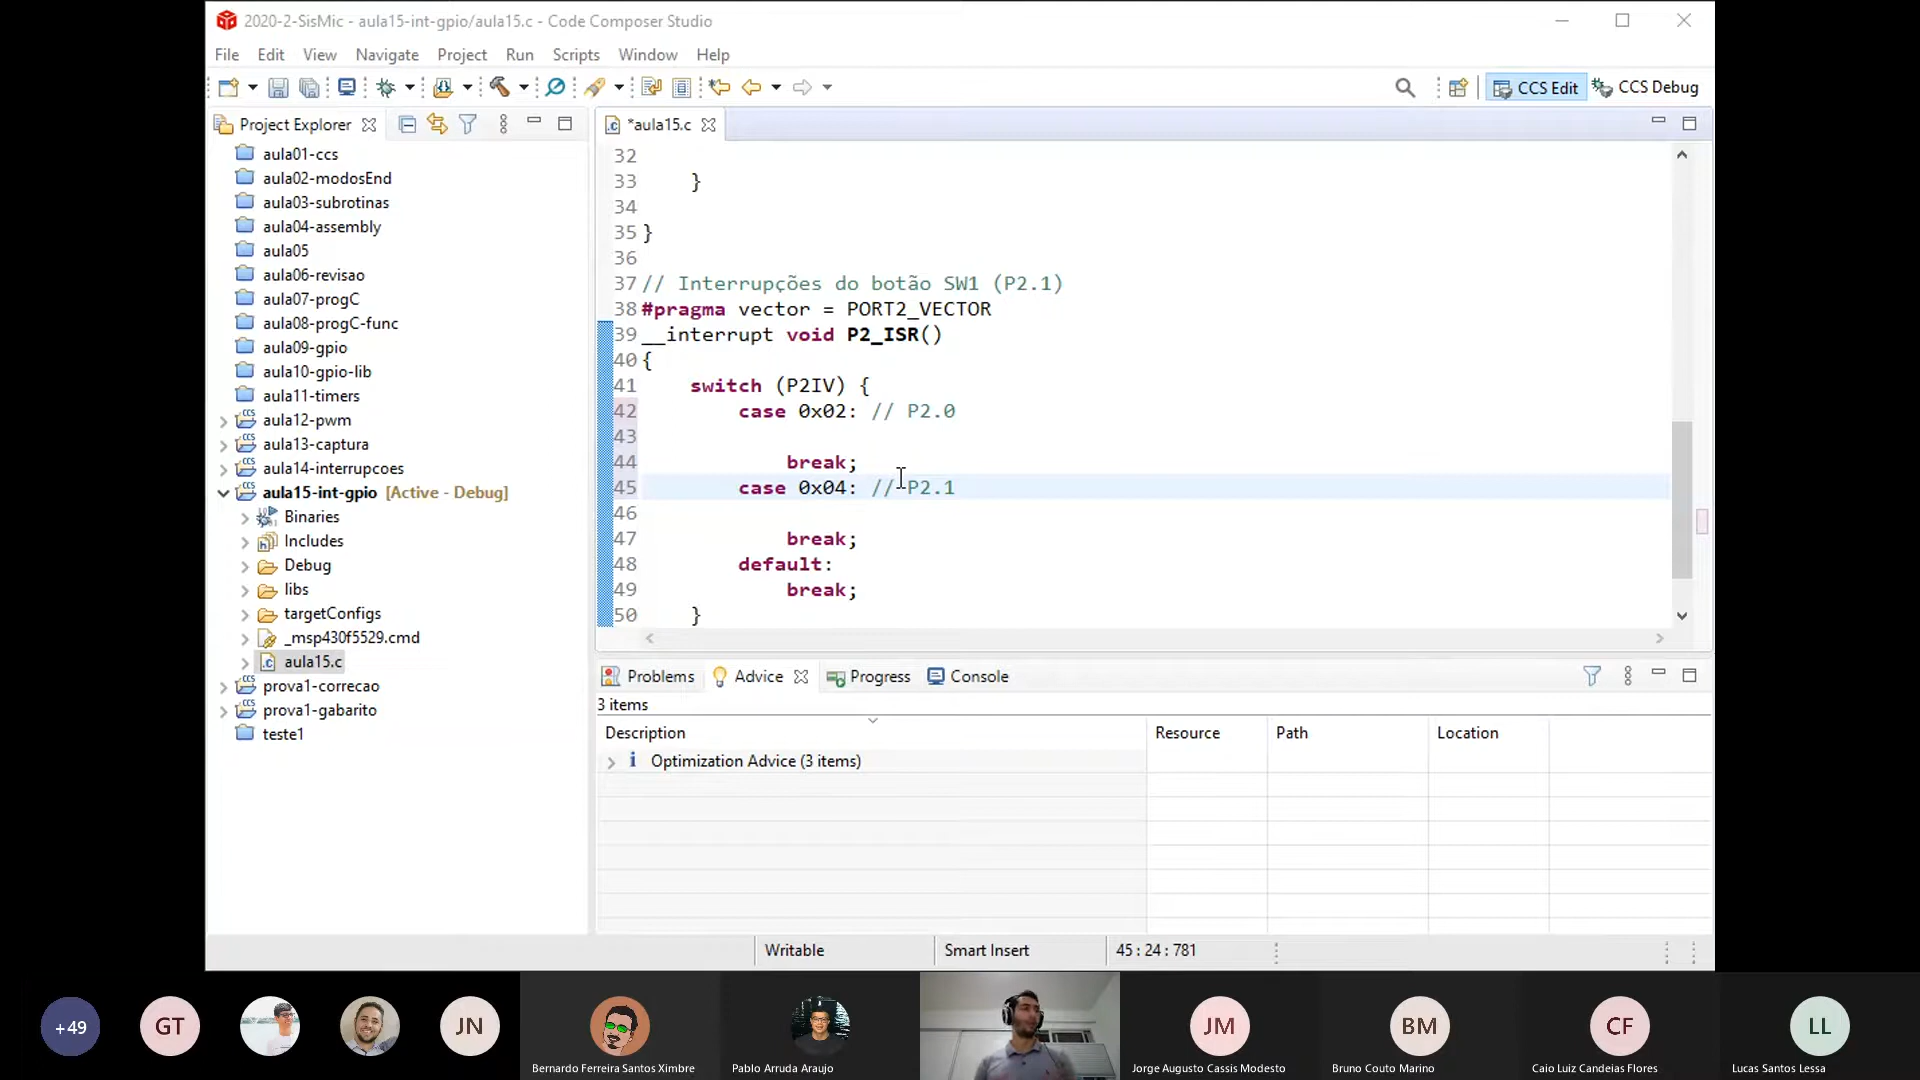 2020-2-SisMic - aula15-int-gpio/aula15.c - Code Composer Studio
File Edit View Navigate Project Run Scripts Window Help
CCS Edit CCS Debug
Project Explorer
aula01-ccs
aula02-modosEnd
aula03-subrotinas
aula04-assembly
aula05
aula06-revisao
aula07-progC
aula08-progC-func
aula09-gpio
aula10-gpio-lib
aula11-timers
aula12-pwm
aula13-captura
aula14-interrupcoes
aula15-int-gpio [Active - Debug]
Binaries
Includes
Debug
libs
targetConfigs
_msp430f5529.cmd
aula15.c
prova1-correcao
prova1-gabarito
teste1
*aula15.c
32
33     }
34
35 }
36
37 // Interrupções do botão SW1 (P2.1)
38 #pragma vector = PORT2_VECTOR
39 __interrupt void P2_ISR()
40 {
41     switch (P2IV) {
42         case 0x02: // P2.0
43
44             break;
45         case 0x04: // P2.1
46
47             break;
48         default:
49             break;
50     }
Problems Advice Progress Console
3 items
Description Resource Path Location
Optimization Advice (3 items)
Writable Smart Insert 45 : 24 : 781
+49 GT JN JM BM CF LL
Bernardo Ferreira Santos Ximbre Pablo Arruda Araujo Jorge Augusto Cassis Modesto Bruno Couto Marino Caio Luiz Candeias Flores Lucas Santos Lessa